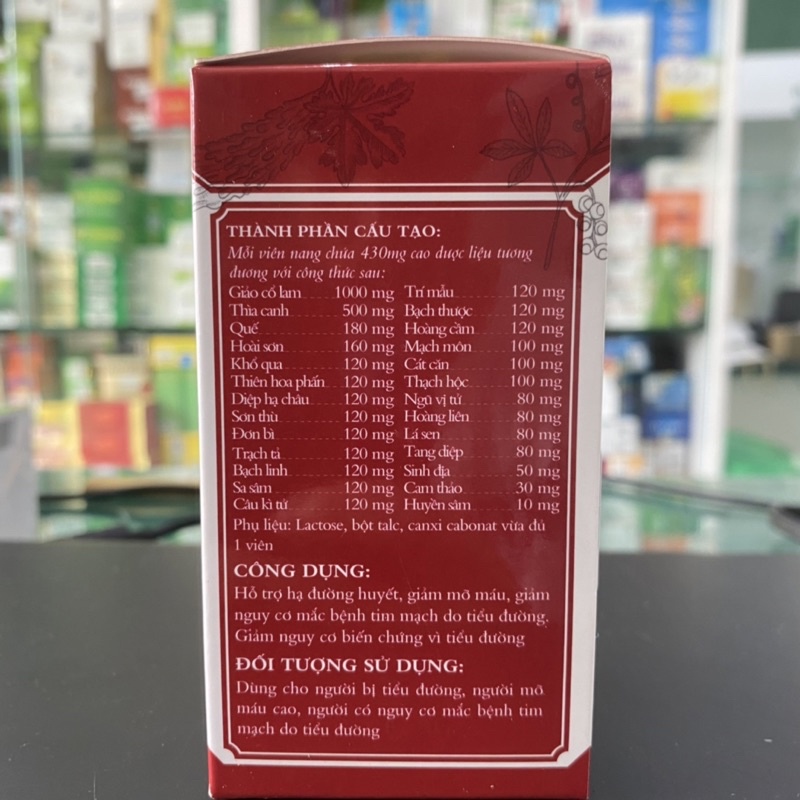 THÀNH PHẦN CẤU TẠO:
Mỗi viên nang chứa 430mg cao dược liệu tương
đương với công thức sau:
Giảo cổ lam 1000 mg Trí mẫu 120 mg
Thìa canh 500 mg Bạch thược 120 mg
Quế 180 mg Hoàng cầm 120 mg
Hoài sơn 160 mg Mạch môn 100 mg
Khổ qua 120 mg Cát căn 100 mg
Thiên hoa phấn 120 mg Thạch hộc 100 mg
Diệp hạ châu 120 mg Ngũ vị tử 80 mg
Sơn thù 120 mg Hoàng liên 80 mg
Đơn bì 120 mg Lá sen 80 mg
Trạch tả 120 mg Tang diệp 80 mg
Bạch linh 120 mg Sinh địa 50 mg
Sa sâm 120 mg Cam thảo 30 mg
Câu kì tử 120 mg Huyền sâm 10 mg
Phụ liệu: Lactose, bột talc, canxi cabonat vừa đủ
1 viên
CÔNG DỤNG:
Hỗ trợ hạ đường huyết, giảm mỡ máu, giảm
nguy cơ mắc bệnh tim mạch do tiểu đường.
Giảm nguy cơ biến chứng vì tiểu đường
ĐỐI TƯỢNG SỬ DỤNG:
Dùng cho người bị tiểu đường, người mỡ
máu cao, người có nguy cơ mắc bệnh tim
mạch do tiểu đường